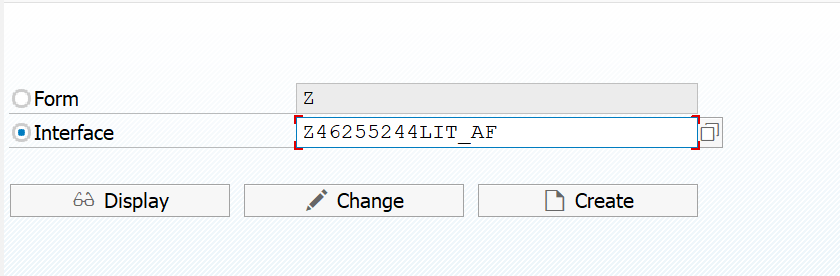 Form Z
Interface Z46255244LIT_AF
Display Change Create